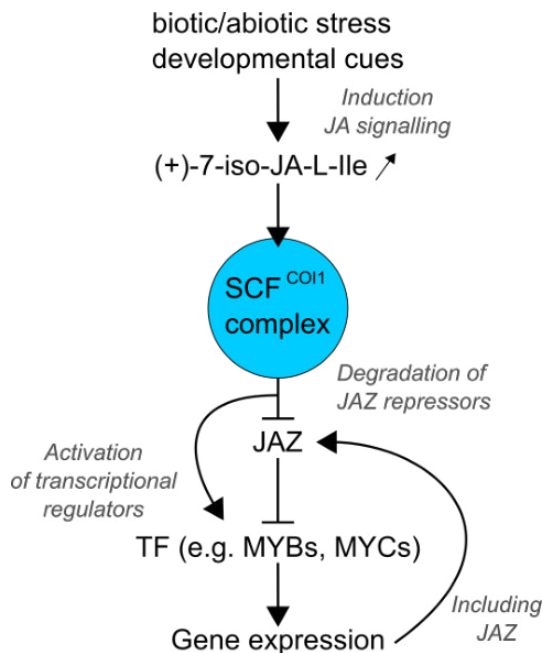 biotic/abiotic stress
developmental cues
Induction
JA signalling
(+)-7-iso-JA-L-Ile ↗
SCF COI1
complex
Degradation of
JAZ repressors
JAZ
Activation
of transcriptional
regulators
TF (e.g. MYBs, MYCs)
Including
JAZ
Gene expression